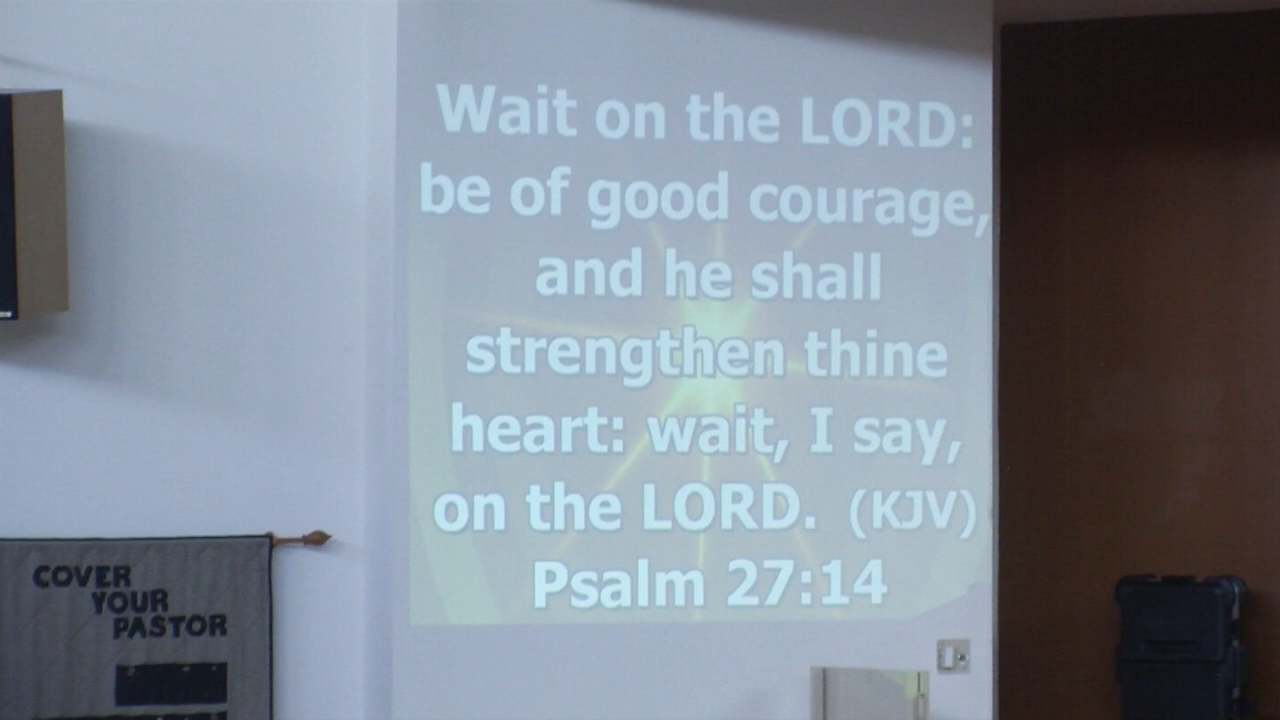 Wait on the LORD:
be of good courage,
and he shall
strengthen thine
heart: wait, I say,
on the LORD. (KJV)
Psalm 27:14
COVER
YOUR
PASTOR